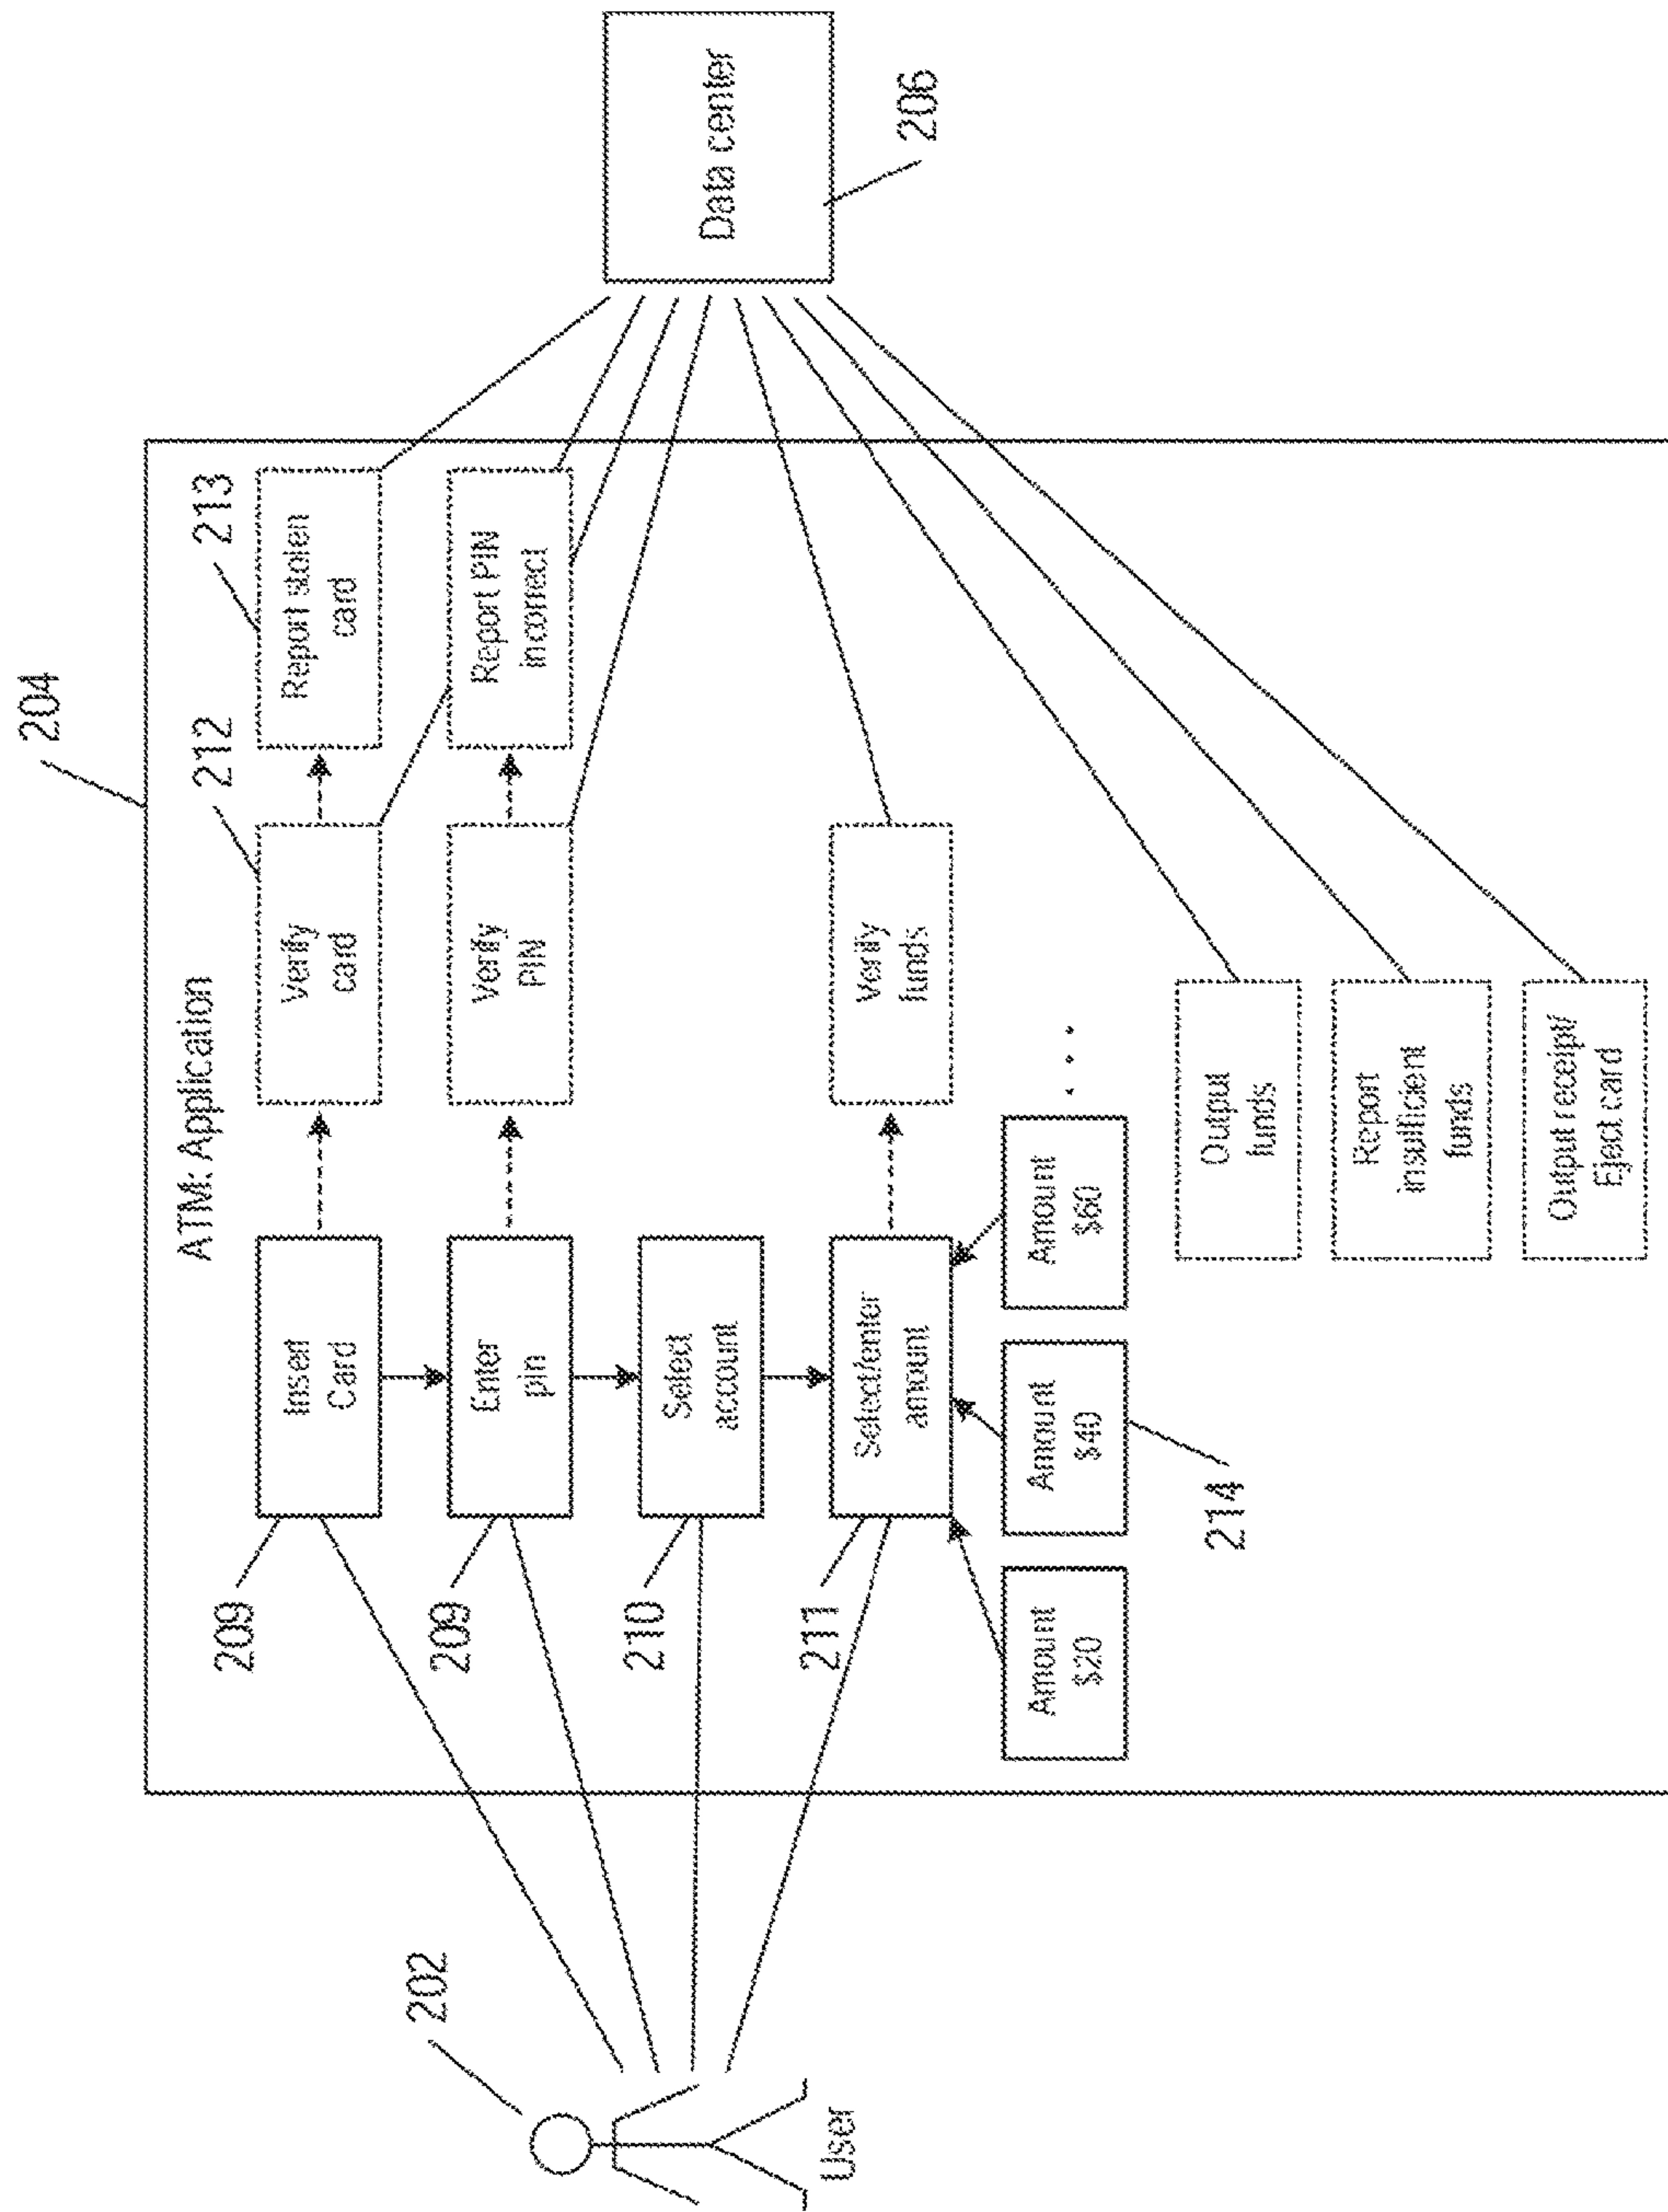 204
ATM: Application
212
213
209
Insert
Card
Verify
card
Report stolen
card
202
209
Enter
pin
Verify
PIN
Report PIN
incorrect
User
210
Select
account
Data center
206
211
Select/enter
amount
Verify
funds
Amount
$20
Amount
$40
Amount
$60
...
214
Output
funds
Report
insufficient
funds
Output receipt/
Eject card